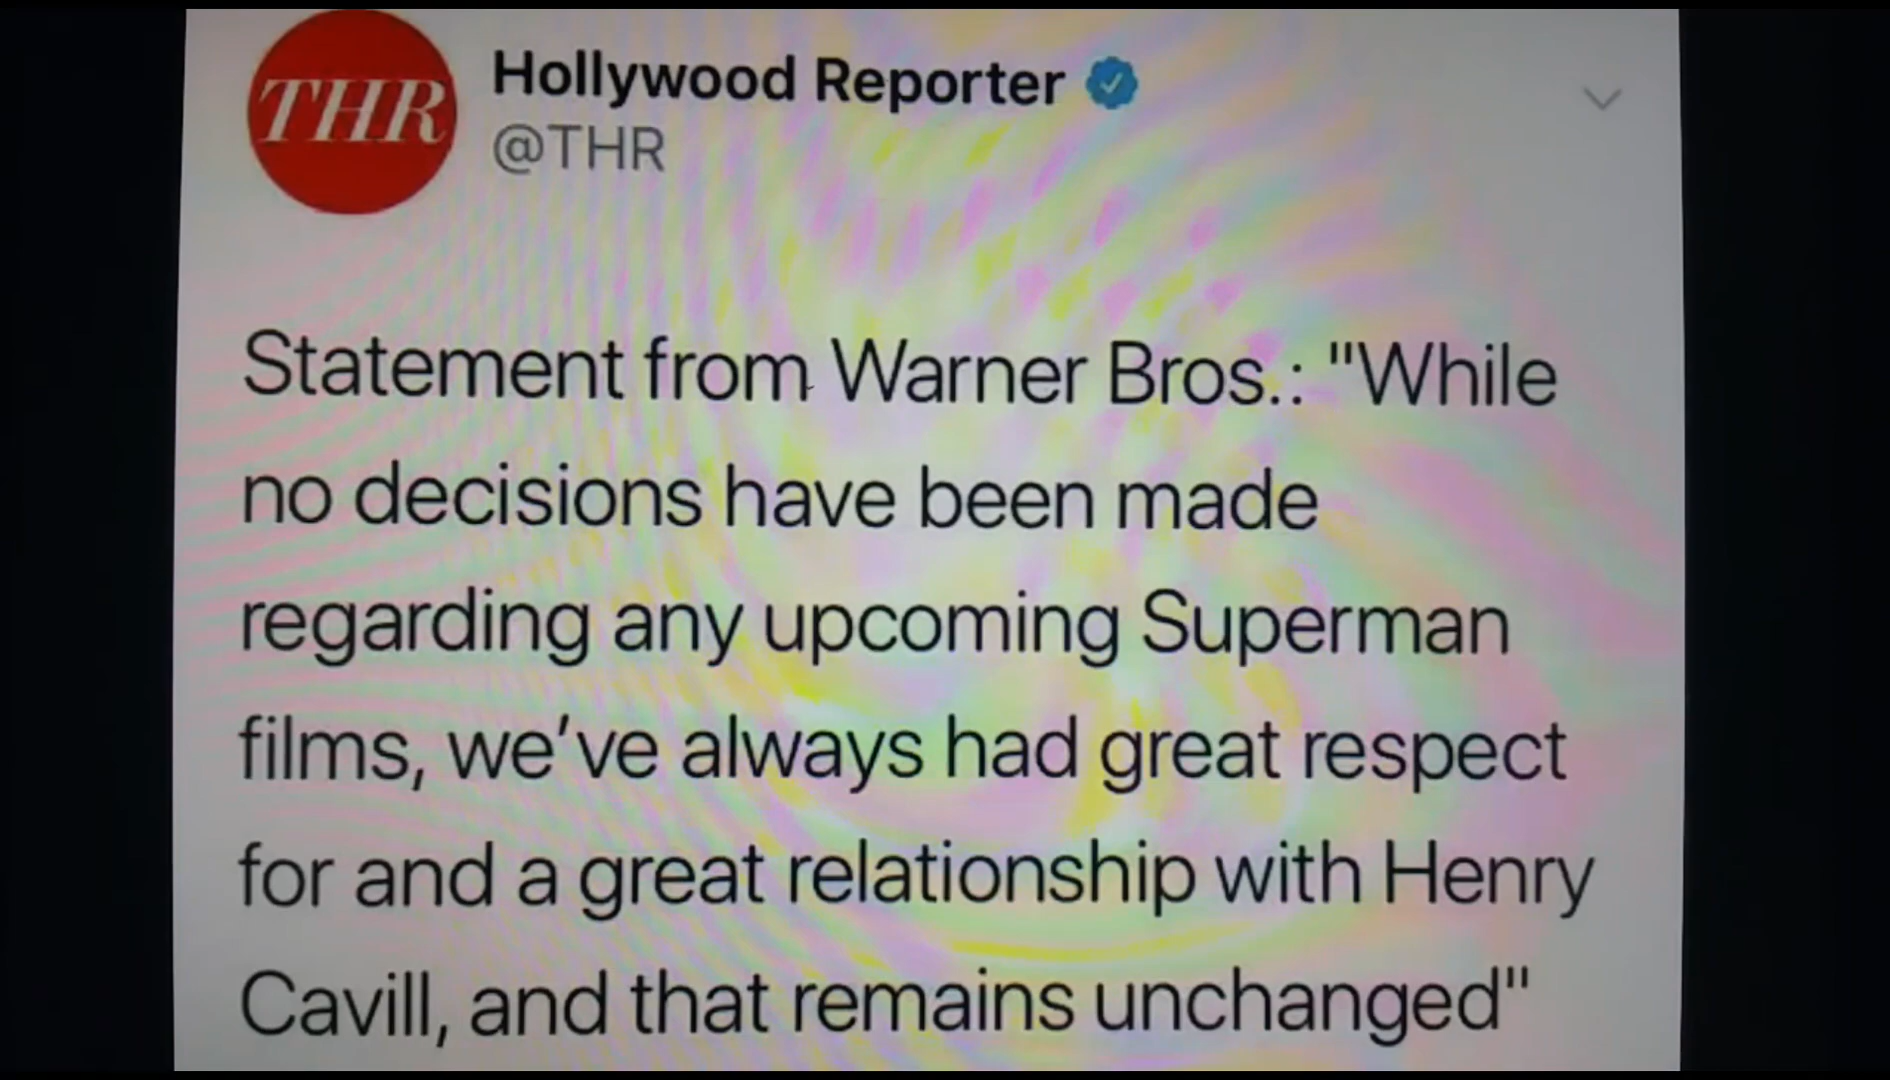 THR
Hollywood Reporter
@THR
Statement from Warner Bros.: "While
no decisions have been made
regarding any upcoming Superman
films, we've always had great respect
for and a great relationship with Henry
Cavill, and that remains unchanged"